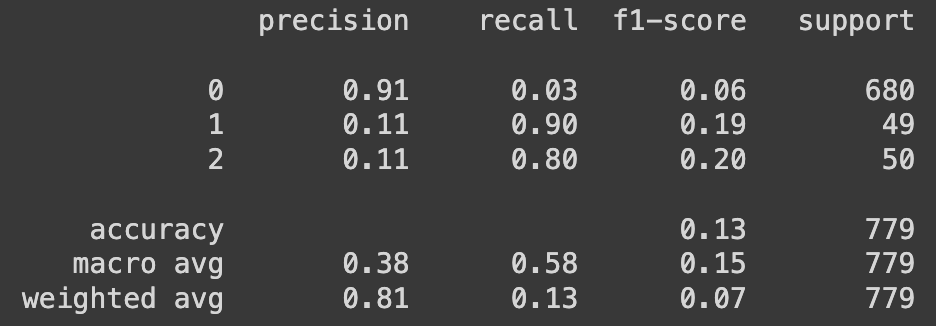 precision recall f1-score support
0 0.91 0.03 0.06 680
1 0.11 0.90 0.19 49
2 0.11 0.80 0.20 50
accuracy 0.13 779
macro avg 0.38 0.58 0.15 779
weighted avg 0.81 0.13 0.07 779